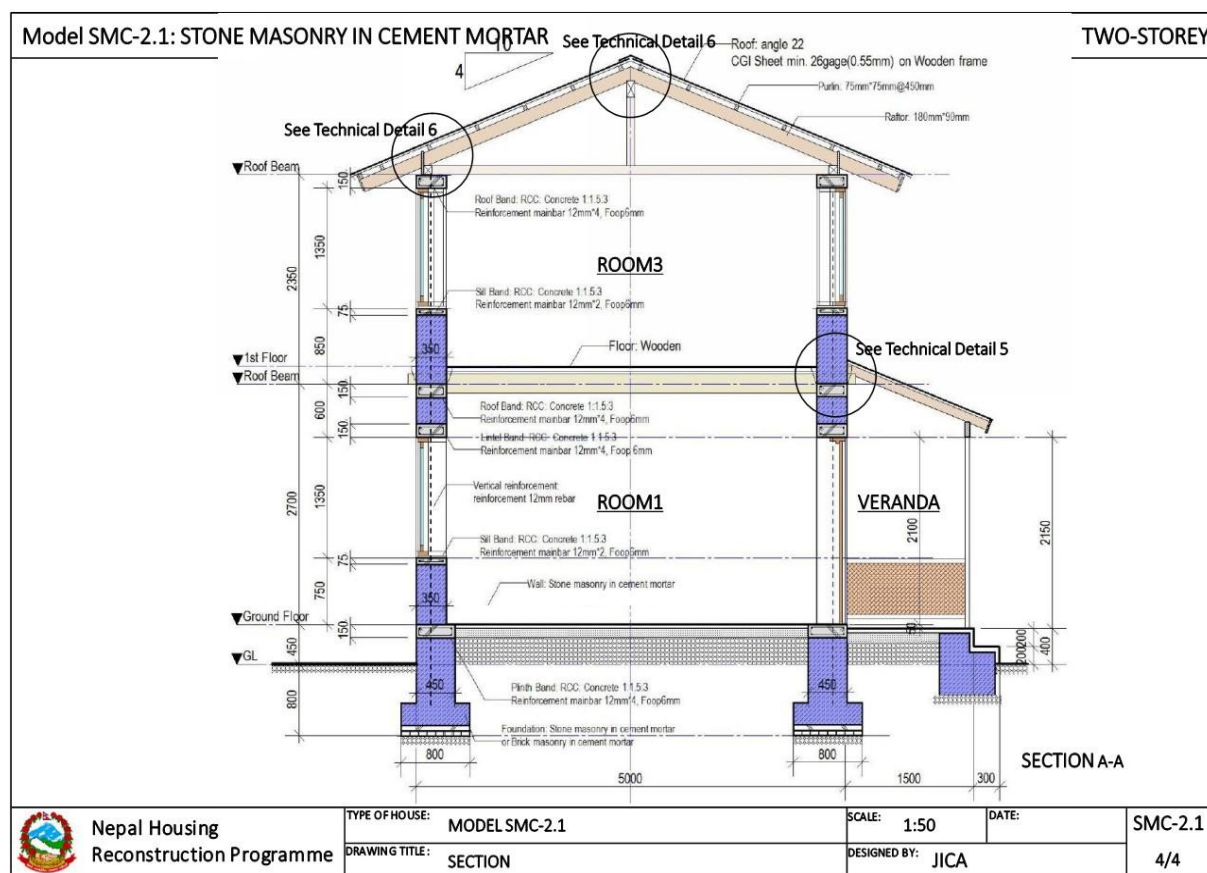 Model SMC-2.1: STONE MASONRY IN CEMENT MORTAR
TWO-STOREY
10
4
See Technical Detail 6
Roof: angle 22
CGI Sheet min. 26gage(0.55mm) on Wooden frame
Purlin: 75mm*75mm@450mm
Raftor: 180mm*90mm
See Technical Detail 6
Roof Beam
150
Roof Band: RCC: Concrete 1:1.5:3
Reinforcement mainbar 12mm*4, Foop6mm
1350
2350
ROOM3
Sill Band: RCC: Concrete 1:1.5:3
Reinforcement mainbar 12mm*2, Foop6mm
75
850
350
1st Floor
Floor: Wooden
See Technical Detail 5
Roof Beam
150
600
Roof Band: RCC: Concrete 1:1.5:3
Reinforcement mainbar 12mm*4, Foop6mm
150
Lintel Band: RCC: Concrete 1:1.5:3
Reinforcement mainbar 12mm*4, Foop 6mm
Vertical reinforcement:
reinforcement 12mm rebar
2700
1350
ROOM1
VERANDA
2100
2150
Sill Band: RCC: Concrete 1:1.5:3
Reinforcement mainbar 12mm*2, Foop6mm
75
750
350
Wall: Stone masonry in cement mortar
Ground Floor
150
50
450
200
200
400
GL
800
450
450
Plinth Band: RCC: Concrete 1:1.5:3
Reinforcement mainbar 12mm*4, Foop6mm
Foundation: Stone masonry in cement mortar
or Brick masonry in cement mortar
800
800
SECTION A-A
5000
1500
300
Nepal Housing
Reconstruction Programme
TYPE OF HOUSE: MODEL SMC-2.1
DRAWING TITLE: SECTION
SCALE: 1:50
DATE:
DESIGNED BY: JICA
SMC-2.1
4/4